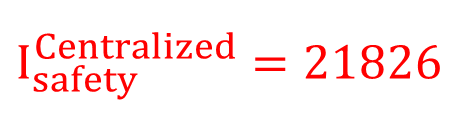 I^Centralized_safety = 21826